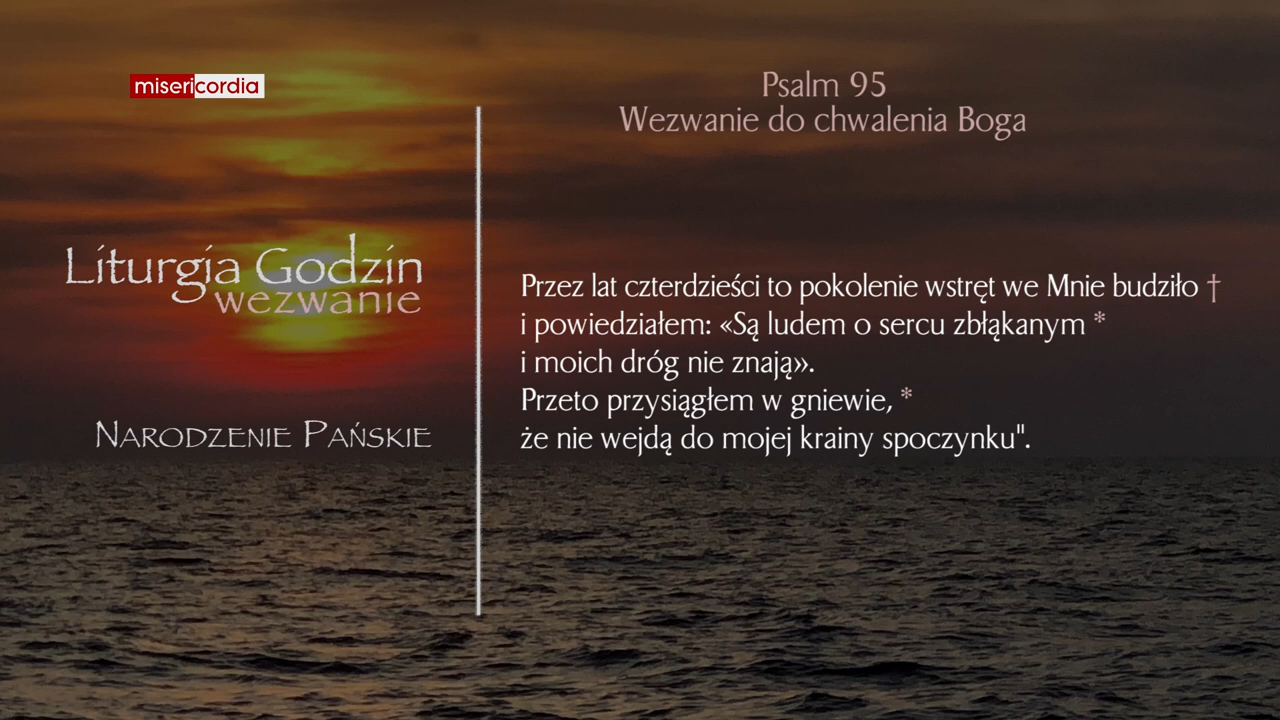 misericordia
Liturgia Godzin
wezwanie
Narodzenie Pańskie
Psalm 95
Wezwanie do chwalenia Boga
Przez lat czterdzieści to pokolenie wstręt we Mnie budziło †
i powiedziałem: «Są ludem o sercu zbłąkanym *
i moich dróg nie znają».
Przeto przysiągłem w gniewie, *
że nie wejdą do mojej krainy spoczynku".